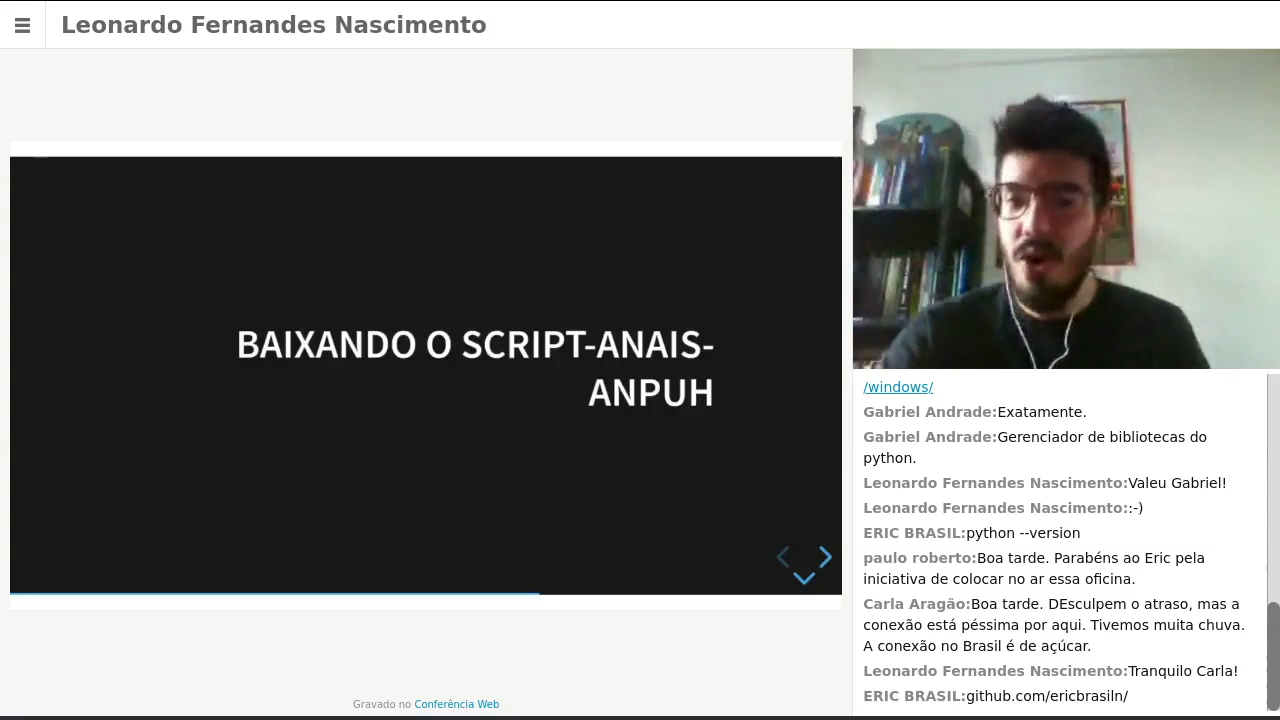 Leonardo Fernandes Nascimento
BAIXANDO O SCRIPT-ANAIS-
ANPUH
Gravado no Conferência Web
/windows/
Gabriel Andrade:Exatamente.
Gabriel Andrade:Gerenciador de bibliotecas do
python.
Leonardo Fernandes Nascimento:Valeu Gabriel!
Leonardo Fernandes Nascimento::-)
ERIC BRASIL:python --version
paulo roberto:Boa tarde. Parabéns ao Eric pela
iniciativa de colocar no ar essa oficina.
Carla Aragão:Boa tarde. DEsculpem o atraso, mas a
conexão está péssima por aqui. Tivemos muita chuva.
A conexão no Brasil é de açúcar.
Leonardo Fernandes Nascimento:Tranquilo Carla!
ERIC BRASIL:github.com/ericbrasiln/